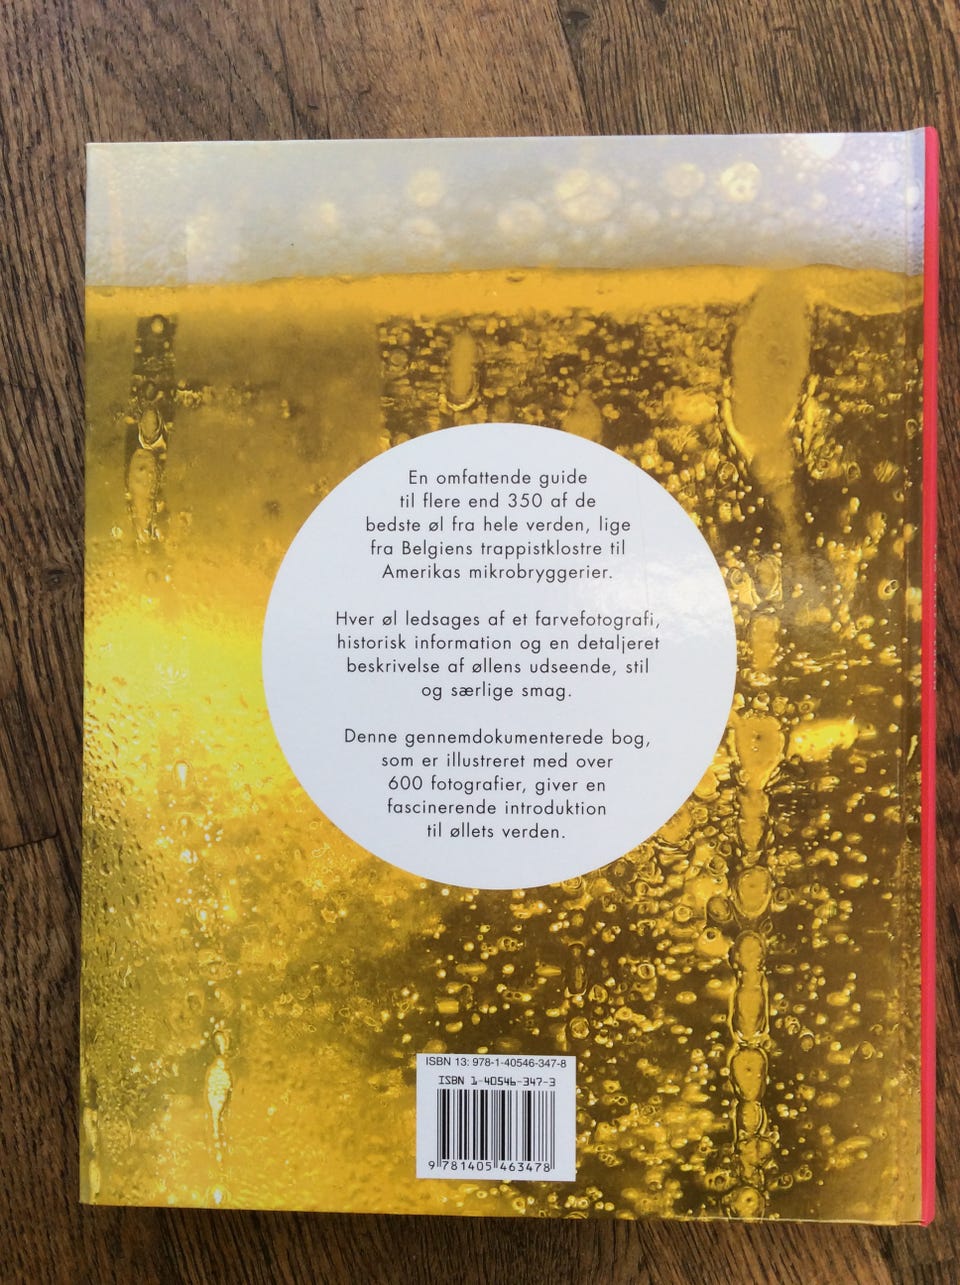 En omfattende guide
til flere end 350 af de
bedste øl fra hele verden, lige
fra Belgiens trappistklostre til
Amerikas mikrobryggerier.
Hver øl ledsages af et farvefotografi,
historisk information og en detaljeret
beskrivelse af øllens udseende, stil
og særlige smag.
Denne gennemdokumenterede bog,
som er illustreret med over
600 fotografier, giver en
fascinerende introduktion
til øllets verden.
ISBN 13: 978-1-40546-347-8
ISBN 1-40546-347-3
9 781405 463478